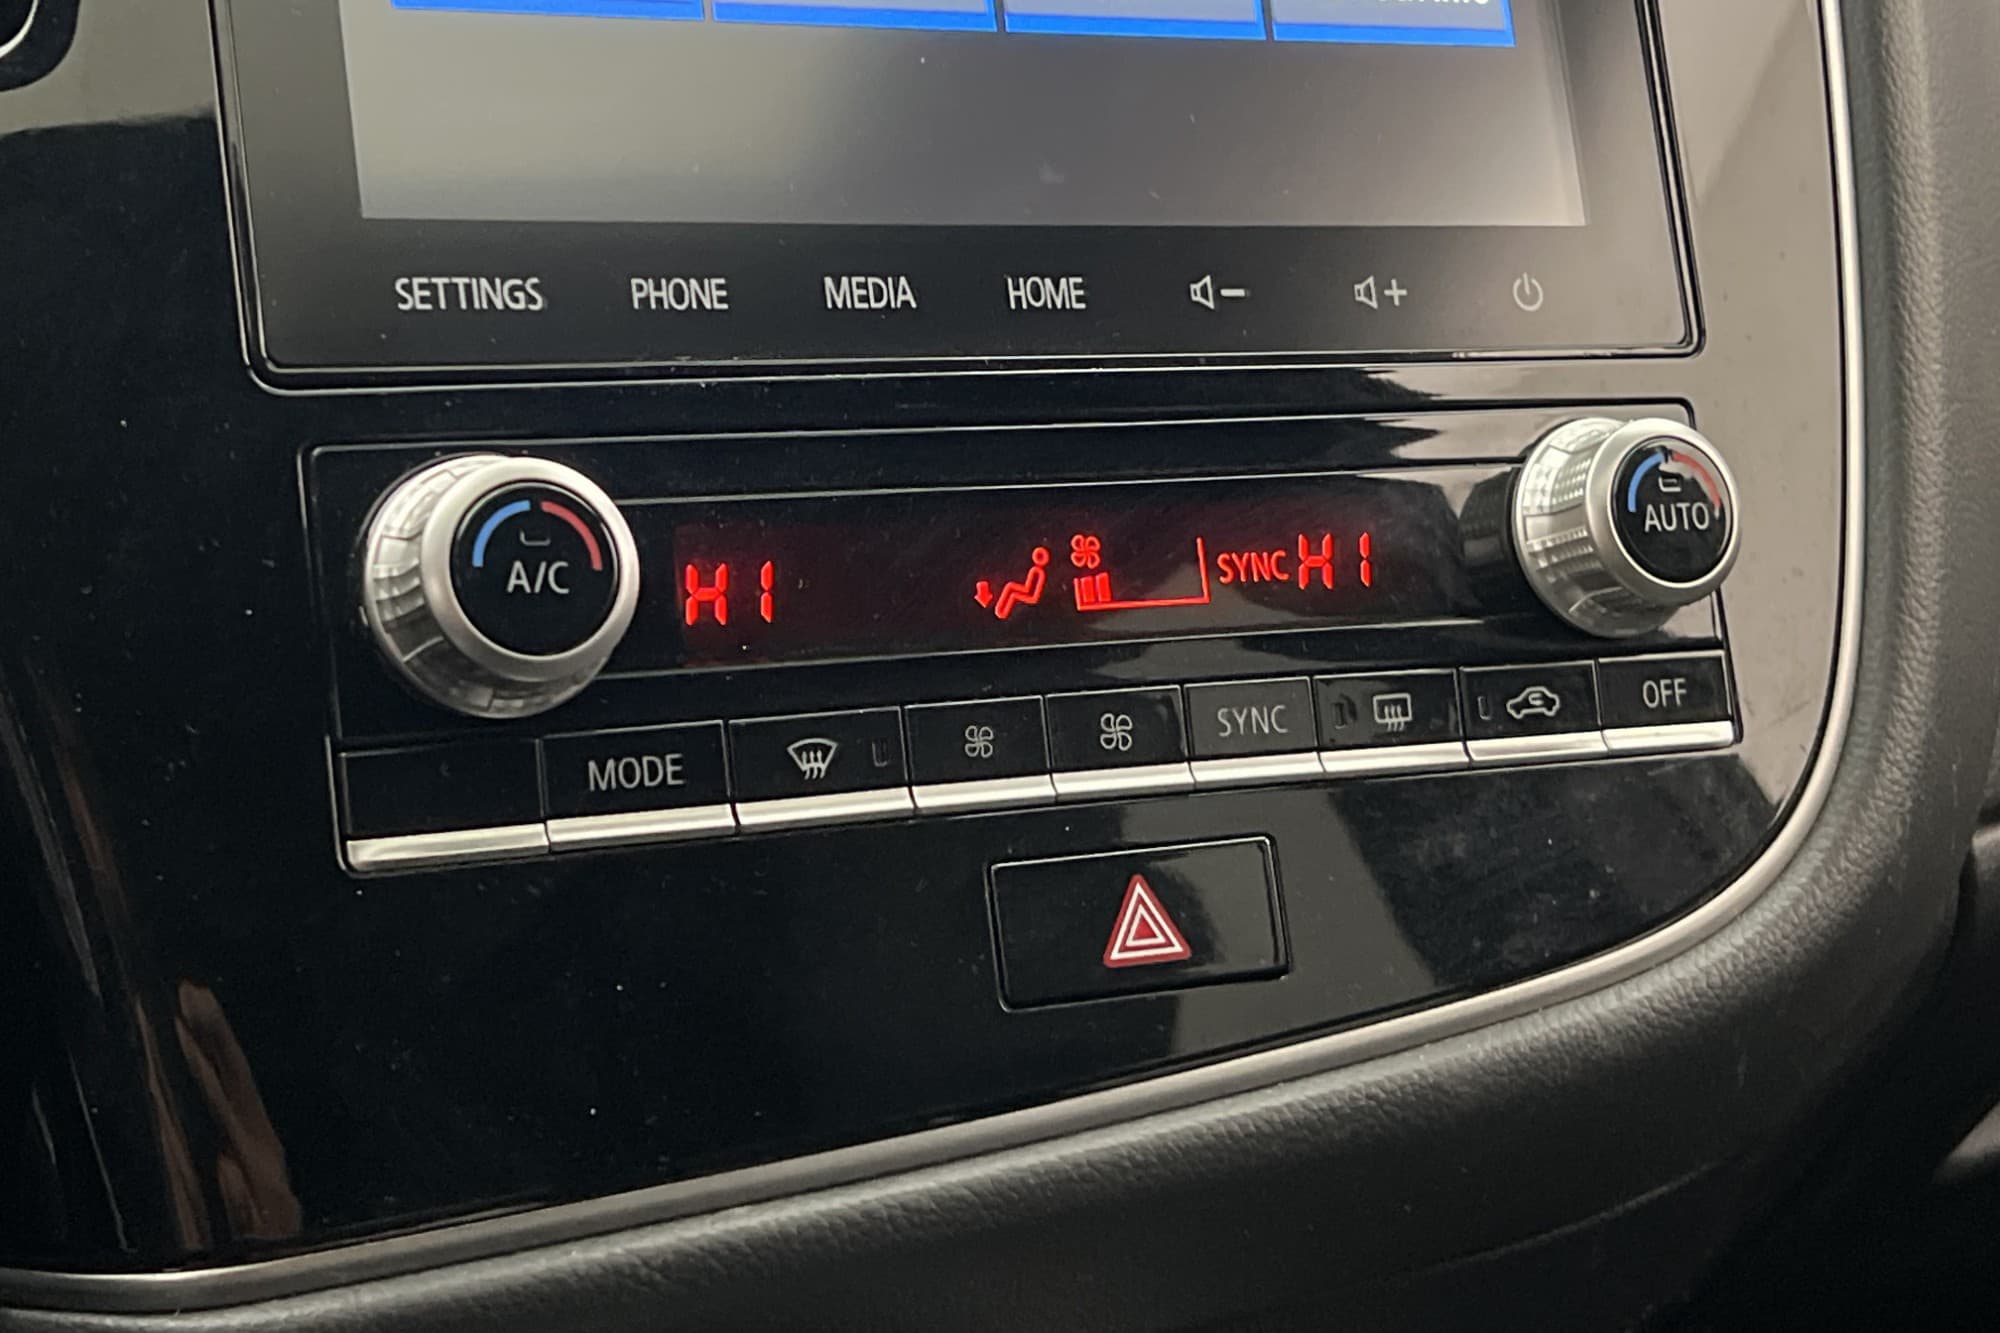 SETTINGS PHONE MEDIA HOME
A/C HI SYNC HI AUTO
MODE SYNC OFF